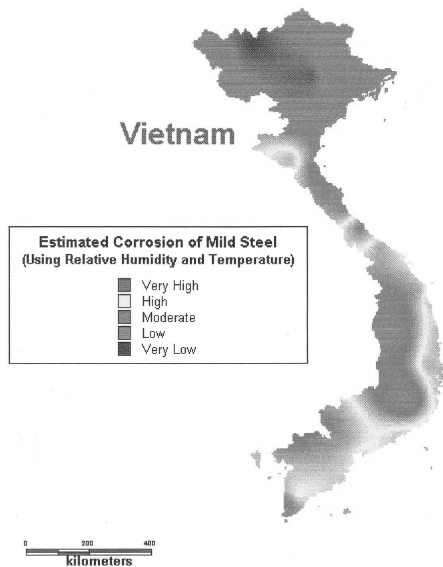 Vietnam
Estimated Corrosion of Mild Steel
(Using Relative Humidity and Temperature)
Very High
High
Moderate
Low
Very Low
0 200 400
kilometers